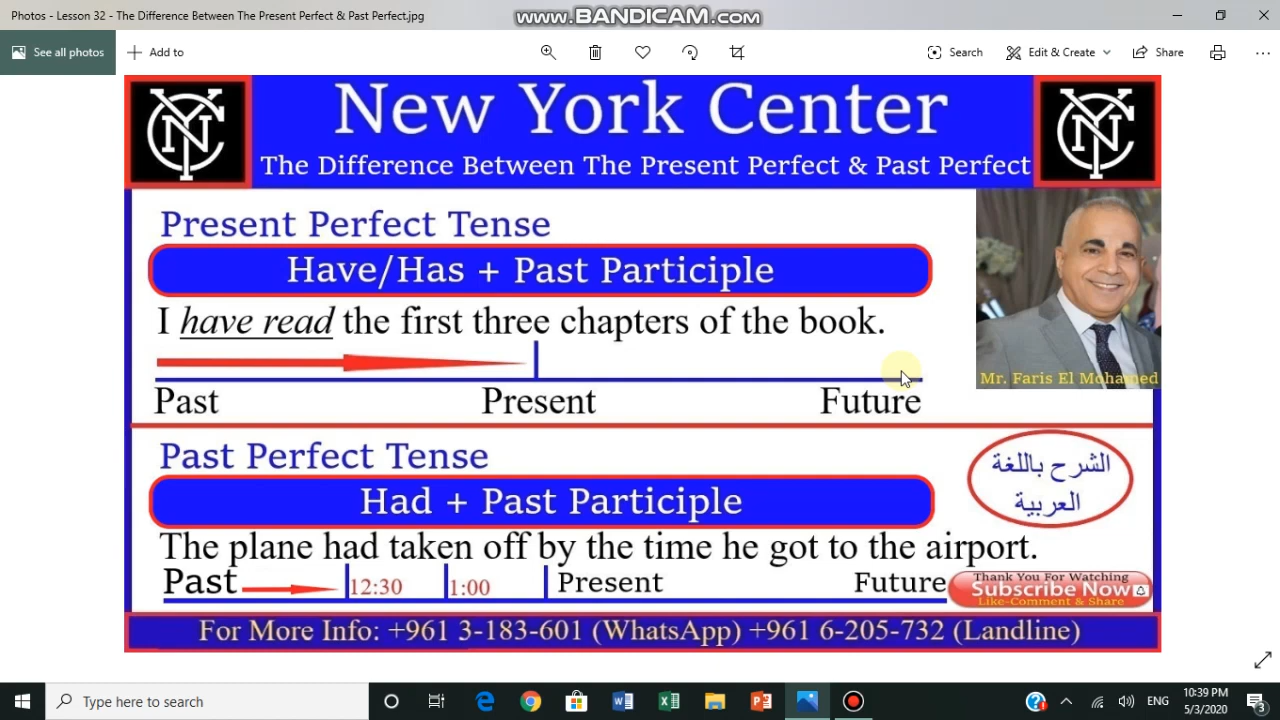 Photos - Lesson 32 - The Difference Between The Present Perfect & Past Perfect.jpg
WWW.BANDICAM.COM
See all photos
Add to
Search
Edit & Create
Share
New York Center
The Difference Between The Present Perfect & Past Perfect
NYC
NYC
Present Perfect Tense
Have/Has + Past Participle
I have read the first three chapters of the book.
Past Present Future
Mr. Faris El Mohamed
Past Perfect Tense
Had + Past Participle
الشرح باللغة
العربية
The plane had taken off by the time he got to the airport.
Past 12:30 1:00 Present Future
Thank You For Watching
Subscribe Now
Like-Comment & Share
For More Info: +961 3-183-601 (WhatsApp) +961 6-205-732 (Landline)
Type here to search
ENG
10:39 PM
5/3/2020
3